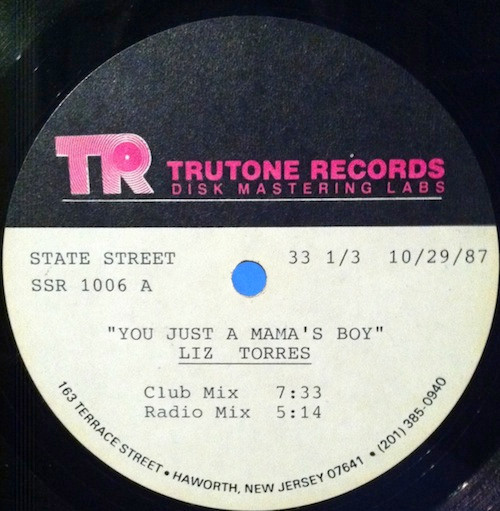 TR TRUTONE RECORDS
DISK MASTERING LABS
STATE STREET 33 1/3 10/29/87
SSR 1006 A
"YOU JUST A MAMA'S BOY"
LIZ TORRES
Club Mix 7:33
Radio Mix 5:14
163 TERRACE STREET • HAWORTH, NEW JERSEY 07641 • (201) 385-0940